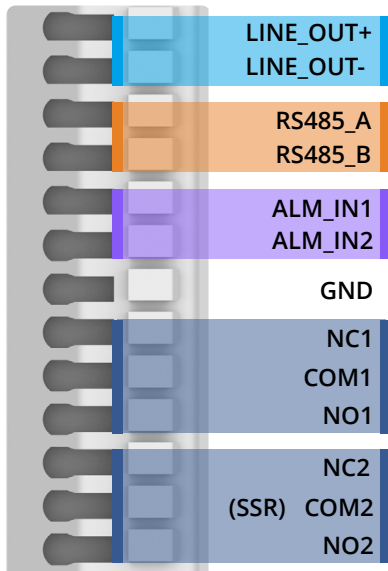 LINE_OUT+
LINE_OUT-
RS485_A
RS485_B
ALM_IN1
ALM_IN2
GND
NC1
COM1
NO1
NC2
(SSR) COM2
NO2